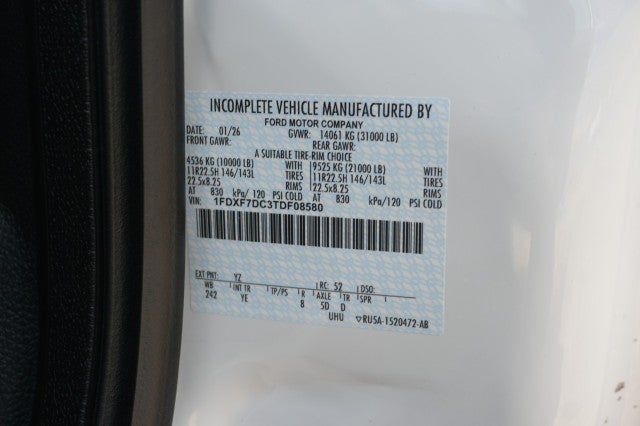 INCOMPLETE VEHICLE MANUFACTURED BY
FORD MOTOR COMPANY
DATE: 01/26 GVWR: 14061 KG (31000 LB)
FRONT GAWR: REAR GAWR:
A SUITABLE TIRE-RIM CHOICE
4536 KG (10000 LB) WITH 9525 KG (21000 LB) WITH
11R22.5H 146/143L TIRES 11R22.5H 146/143L TIRES
22.5x8.25 RIMS 22.5x8.25 RIMS
AT 830 kPa/120 PSI COLD AT 830 kPa/120 PSI COLD
VIN: 1FDXF7DC3TDF08580
EXT PNT: YZ RC: 52 DSO:
WB INT TR TP/PS R AXLE TR SPR
242 YE 8 5D D
UHU ▽RU5A-1520472-AB